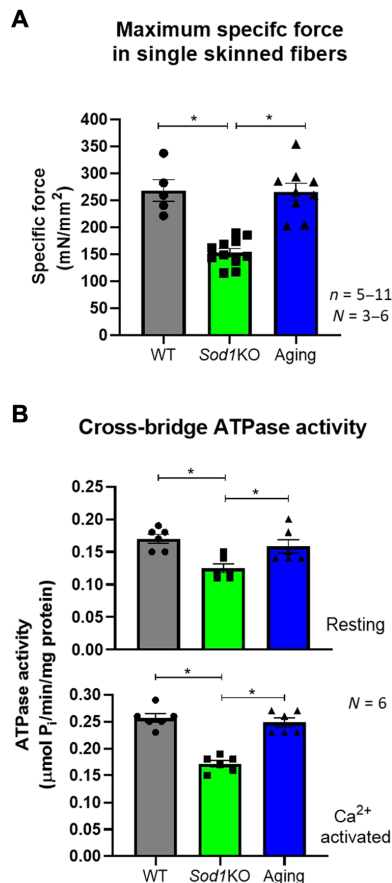 A
Maximum specifc force
in single skinned fibers
Specific force
(mN/mm²)
400
350
300
250
200
150
100
50
0
*
*
n = 5–11
N = 3–6
WT
Sod1KO
Aging
B
Cross-bridge ATPase activity
ATPase activity
(μmol Pi/min/mg protein)
0.25
0.20
0.15
0.10
0.05
0.00
*
*
Resting
0.30
0.25
0.20
0.15
0.10
0.05
0.00
*
*
N = 6
Ca²⁺
activated
WT
Sod1KO
Aging